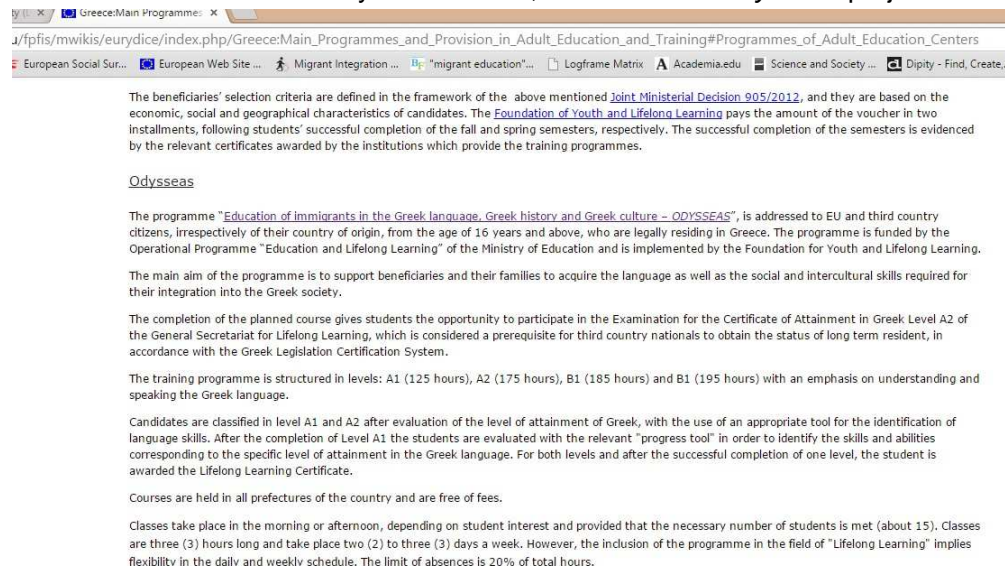 Greece:Main Programmes
u/fpfis/mwikis/eurydice/index.php/Greece:Main_Programmes_and_Provision_in_Adult_Education_and_Training#Programmes_of_Adult_Education_Centers
European Social Sur... European Web Site ... Migrant Integration ... "migrant education"... Logframe Matrix Academia.edu Science and Society ... Dipity - Find, Create,
The beneficiaries' selection criteria are defined in the framework of the above mentioned Joint Ministerial Decision 905/2012, and they are based on the
economic, social and geographical characteristics of candidates. The Foundation of Youth and Lifelong Learning pays the amount of the voucher in two
installments, following students' successful completion of the fall and spring semesters, respectively. The successful completion of the semesters is evidenced
by the relevant certificates awarded by the institutions which provide the training programmes.
Odysseas
The programme "Education of immigrants in the Greek language, Greek history and Greek culture – ODYSSEAS", is addressed to EU and third country
citizens, irrespectively of their country of origin, from the age of 16 years and above, who are legally residing in Greece. The programme is funded by the
Operational Programme "Education and Lifelong Learning" of the Ministry of Education and is implemented by the Foundation for Youth and Lifelong Learning.
The main aim of the programme is to support beneficiaries and their families to acquire the language as well as the social and intercultural skills required for
their integration into the Greek society.
The completion of the planned course gives students the opportunity to participate in the Examination for the Certificate of Attainment in Greek Level A2 of
the General Secretariat for Lifelong Learning, which is considered a prerequisite for third country nationals to obtain the status of long term resident, in
accordance with the Greek Legislation Certification System.
The training programme is structured in levels: A1 (125 hours), A2 (175 hours), B1 (185 hours) and B1 (195 hours) with an emphasis on understanding and
speaking the Greek language.
Candidates are classified in level A1 and A2 after evaluation of the level of attainment of Greek, with the use of an appropriate tool for the identification of
language skills. After the completion of Level A1 the students are evaluated with the relevant "progress tool" in order to identify the skills and abilities
corresponding to the specific level of attainment in the Greek language. For both levels and after the successful completion of one level, the student is
awarded the Lifelong Learning Certificate.
Courses are held in all prefectures of the country and are free of fees.
Classes take place in the morning or afternoon, depending on student interest and provided that the necessary number of students is met (about 15). Classes
are three (3) hours long and take place two (2) to three (3) days a week. However, the inclusion of the programme in the field of "Lifelong Learning" implies
flexibility in the daily and weekly schedule. The limit of absences is 20% of total hours.